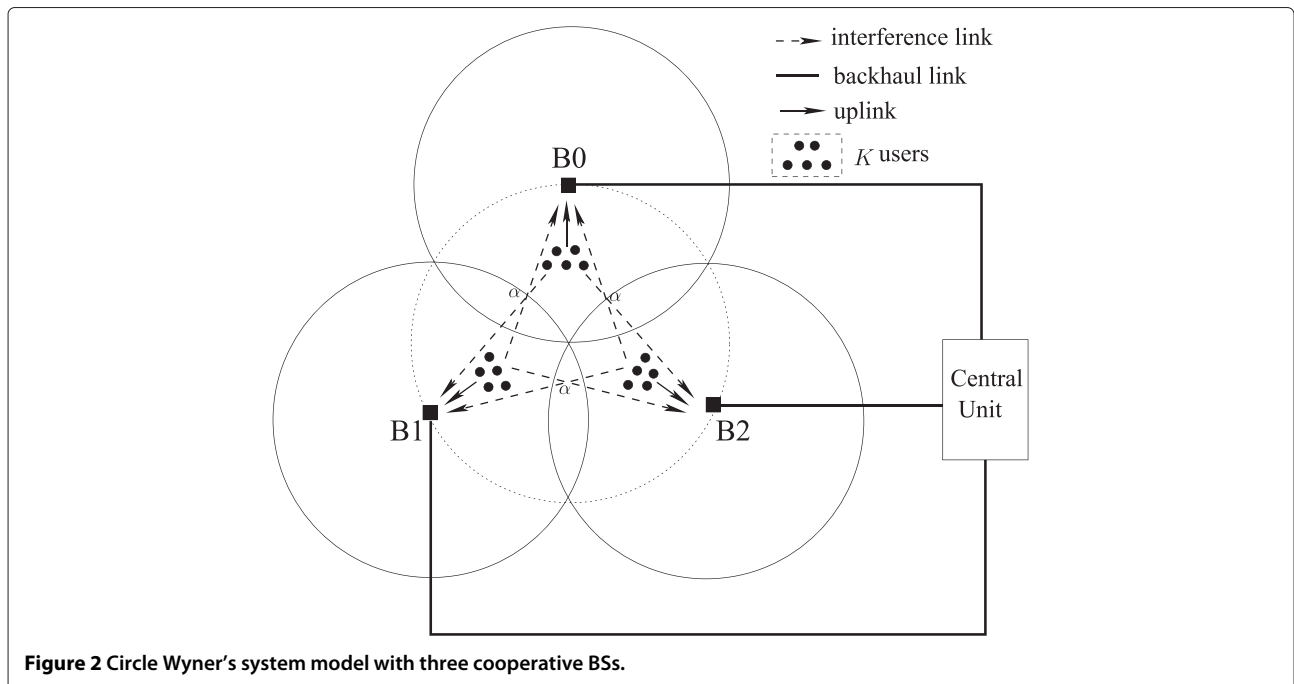 interference link
backhaul link
uplink
K users
B0
α
α
α
B1
B2
Central
Unit
Figure 2 Circle Wyner's system model with three cooperative BSs.